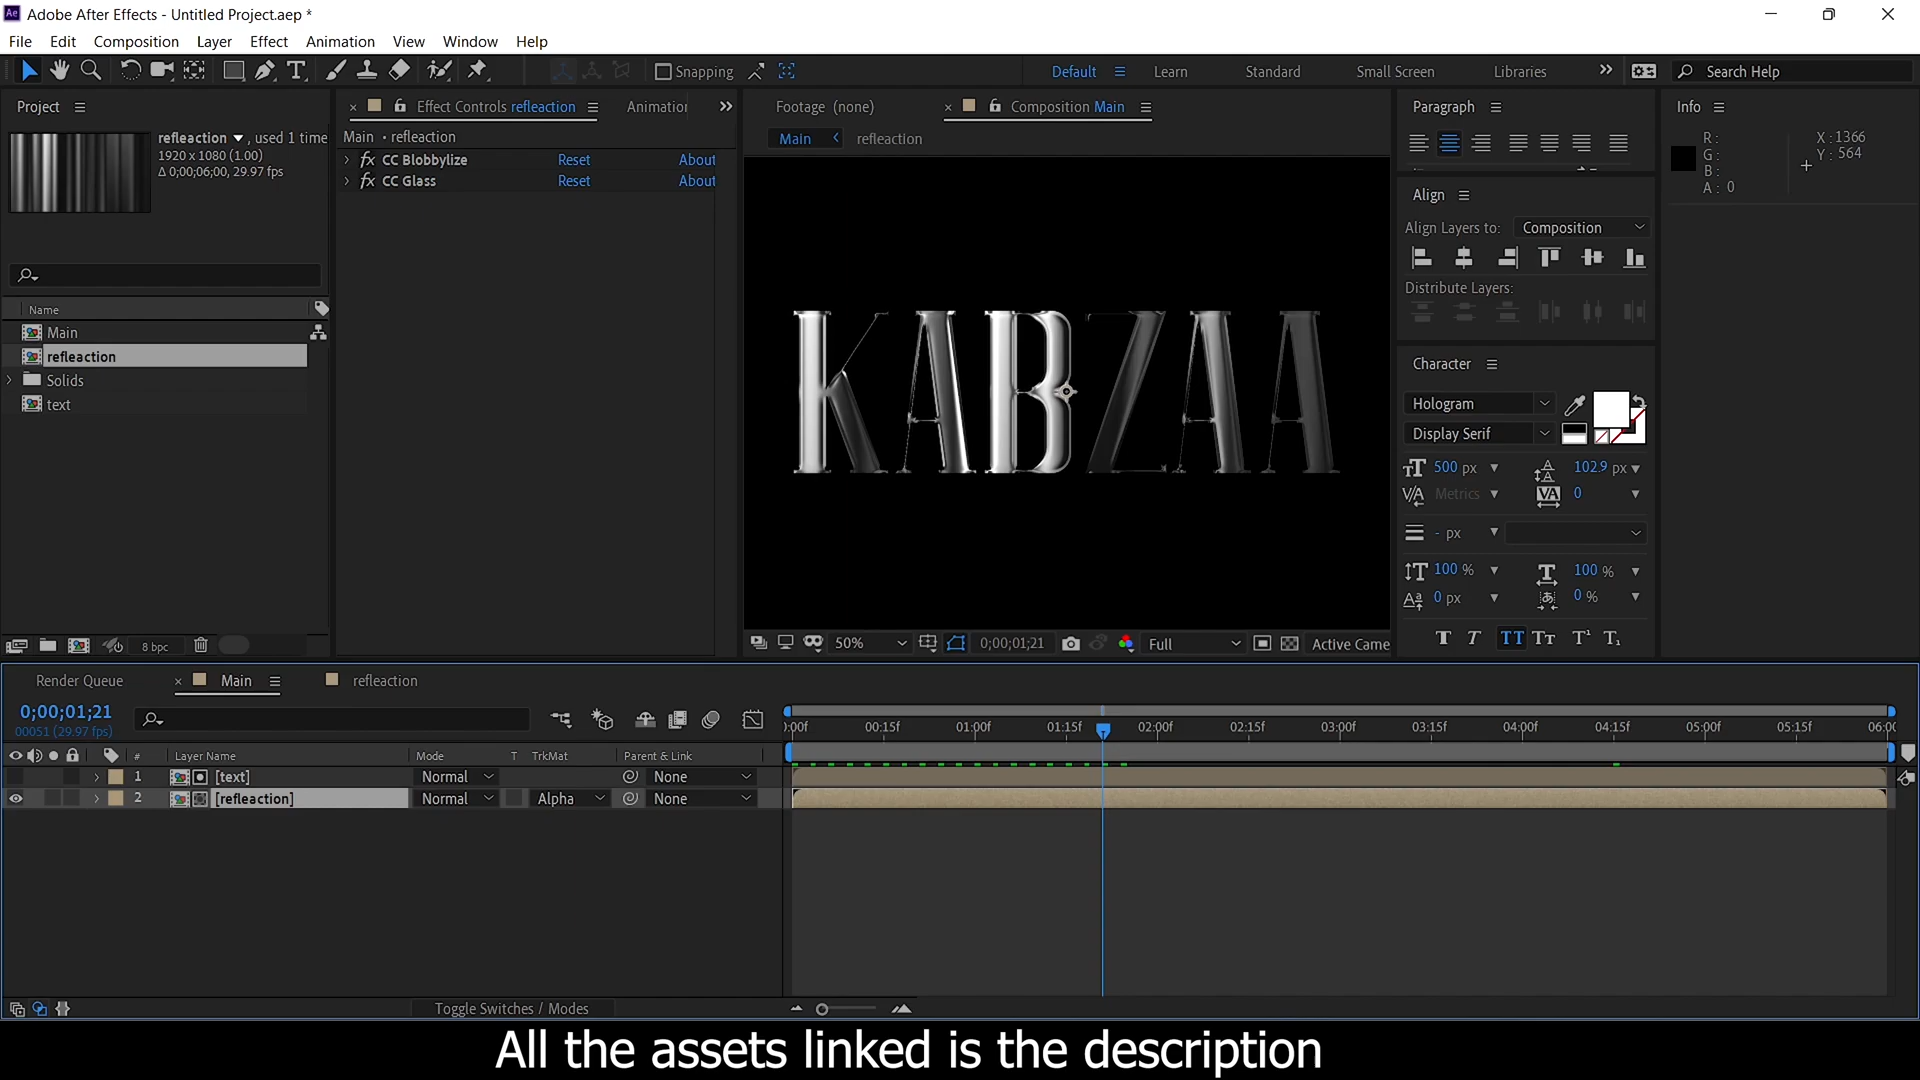 Adobe After Effects - Untitled Project.aep *
File Edit Composition Layer Effect Animation View Window Help
Snapping Default Learn Standard Small Screen Libraries Search Help
Project
refleaction , used 1 time
1920 x 1080 (1.00)
Δ 0;00;06;00, 29.97 fps
Name
Main
refleaction
Solids
text
8 bpc
Effect Controls refleaction Animation
Main • refleaction
fx CC Blobbylize Reset About
fx CC Glass Reset About
Footage (none) Composition Main
Main refleaction
KABZAA
50% 0;00;01;21 Full Active Came
Paragraph
Align
Align Layers to: Composition
Distribute Layers:
Character
Hologram
Display Serif
500 px 102.9 px
Metrics 0
- px
100 % 100 %
0 px 0 %
T T TT Tt T¹ T₁
Info
R:
G:
B:
A: 0
X : 1366
Y : 564
Render Queue Main refleaction
0;00;01;21
00051 (29.97 fps)
):00f 00:15f 01:00f 01:15f 02:00f 02:15f 03:00f 03:15f 04:00f 04:15f 05:00f 05:15f 06:00
# Layer Name Mode T TrkMat Parent & Link
1 [text] Normal None
2 [refleaction] Normal Alpha None
Toggle Switches / Modes
All the assets linked is the description